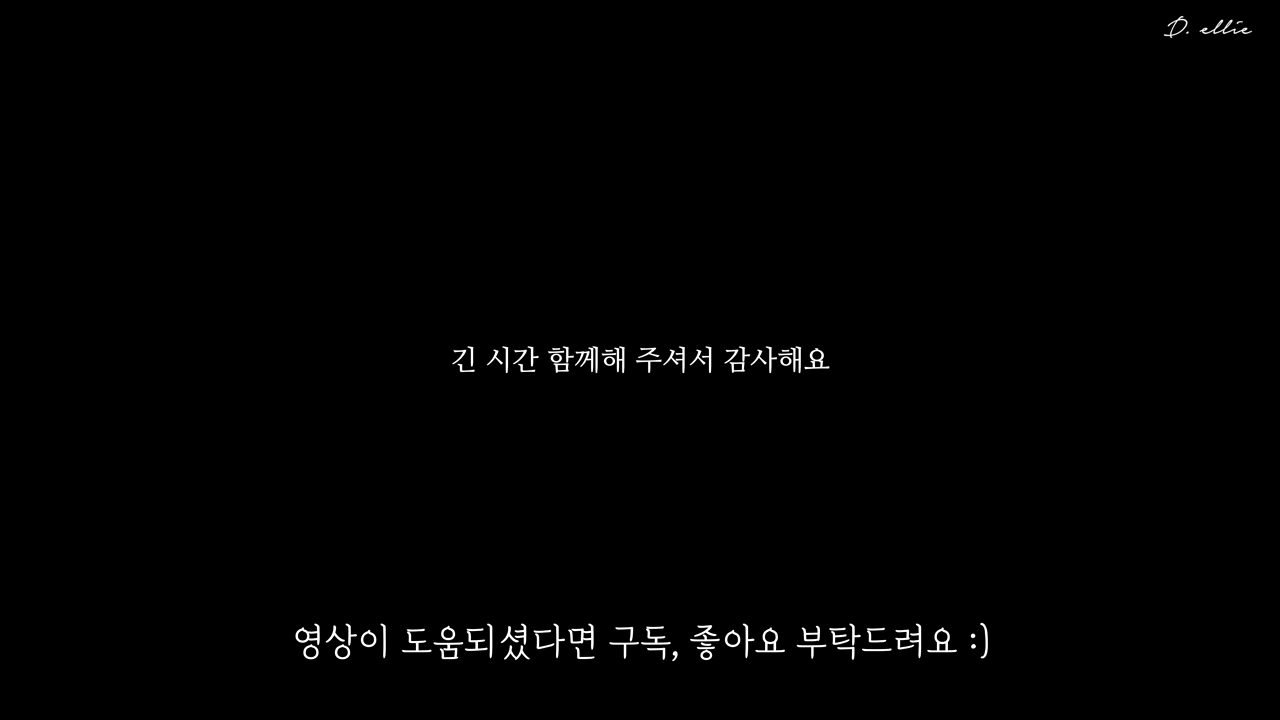 D. ellie
긴 시간 함께해 주셔서 감사해요
영상이 도움되셨다면 구독, 좋아요 부탁드려요 :)